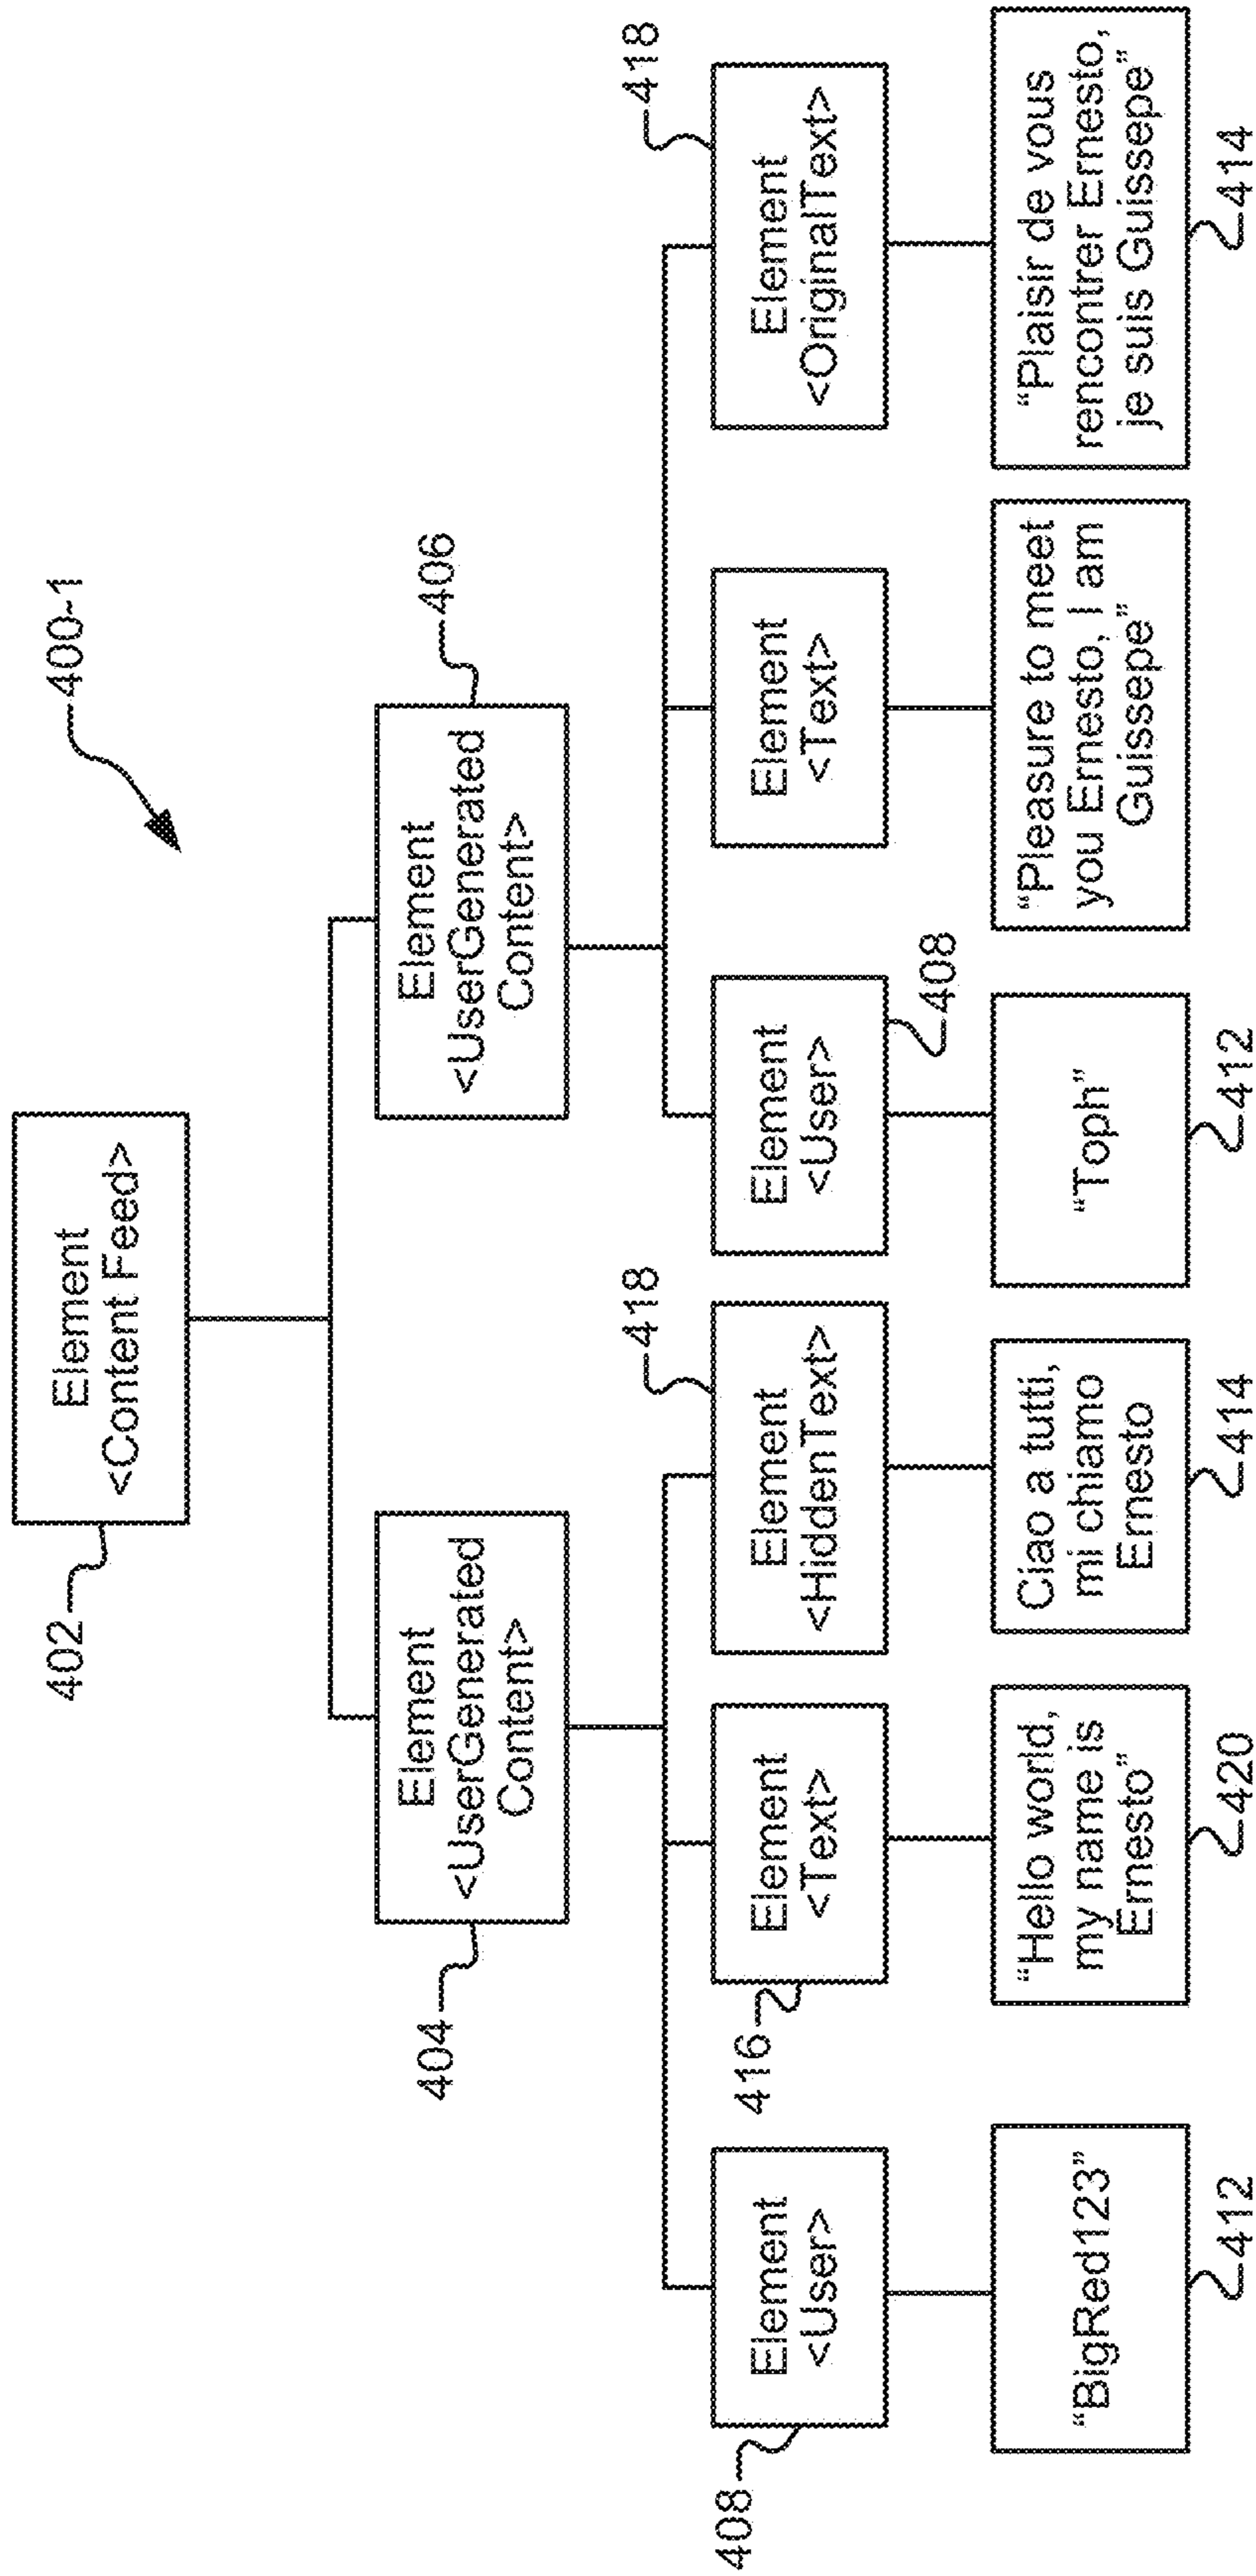 400-1
402
Element
<Content Feed>
404
Element
<UserGenerated
Content>
Element
<UserGenerated
Content>
406
408
Element
<User>
416
Element
<Text>
Element
<HiddenText>
418
Element
<User>
408
Element
<Text>
Element
<OriginalText>
418
“BigRed123”
412
“Hello world,
my name is
Ernesto”
420
Ciao a tutti,
mi chiamo
Ernesto
414
“Toph”
412
“Pleasure to meet
you Ernesto, I am
Guissepe”
“Plaisir de vous
rencontrer Ernesto,
je suis Guissepe”
414